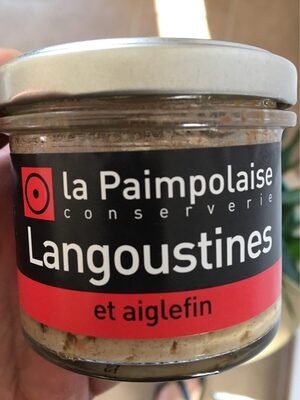 la Paimpolaise
conserverie
Langoustines
et aiglefin